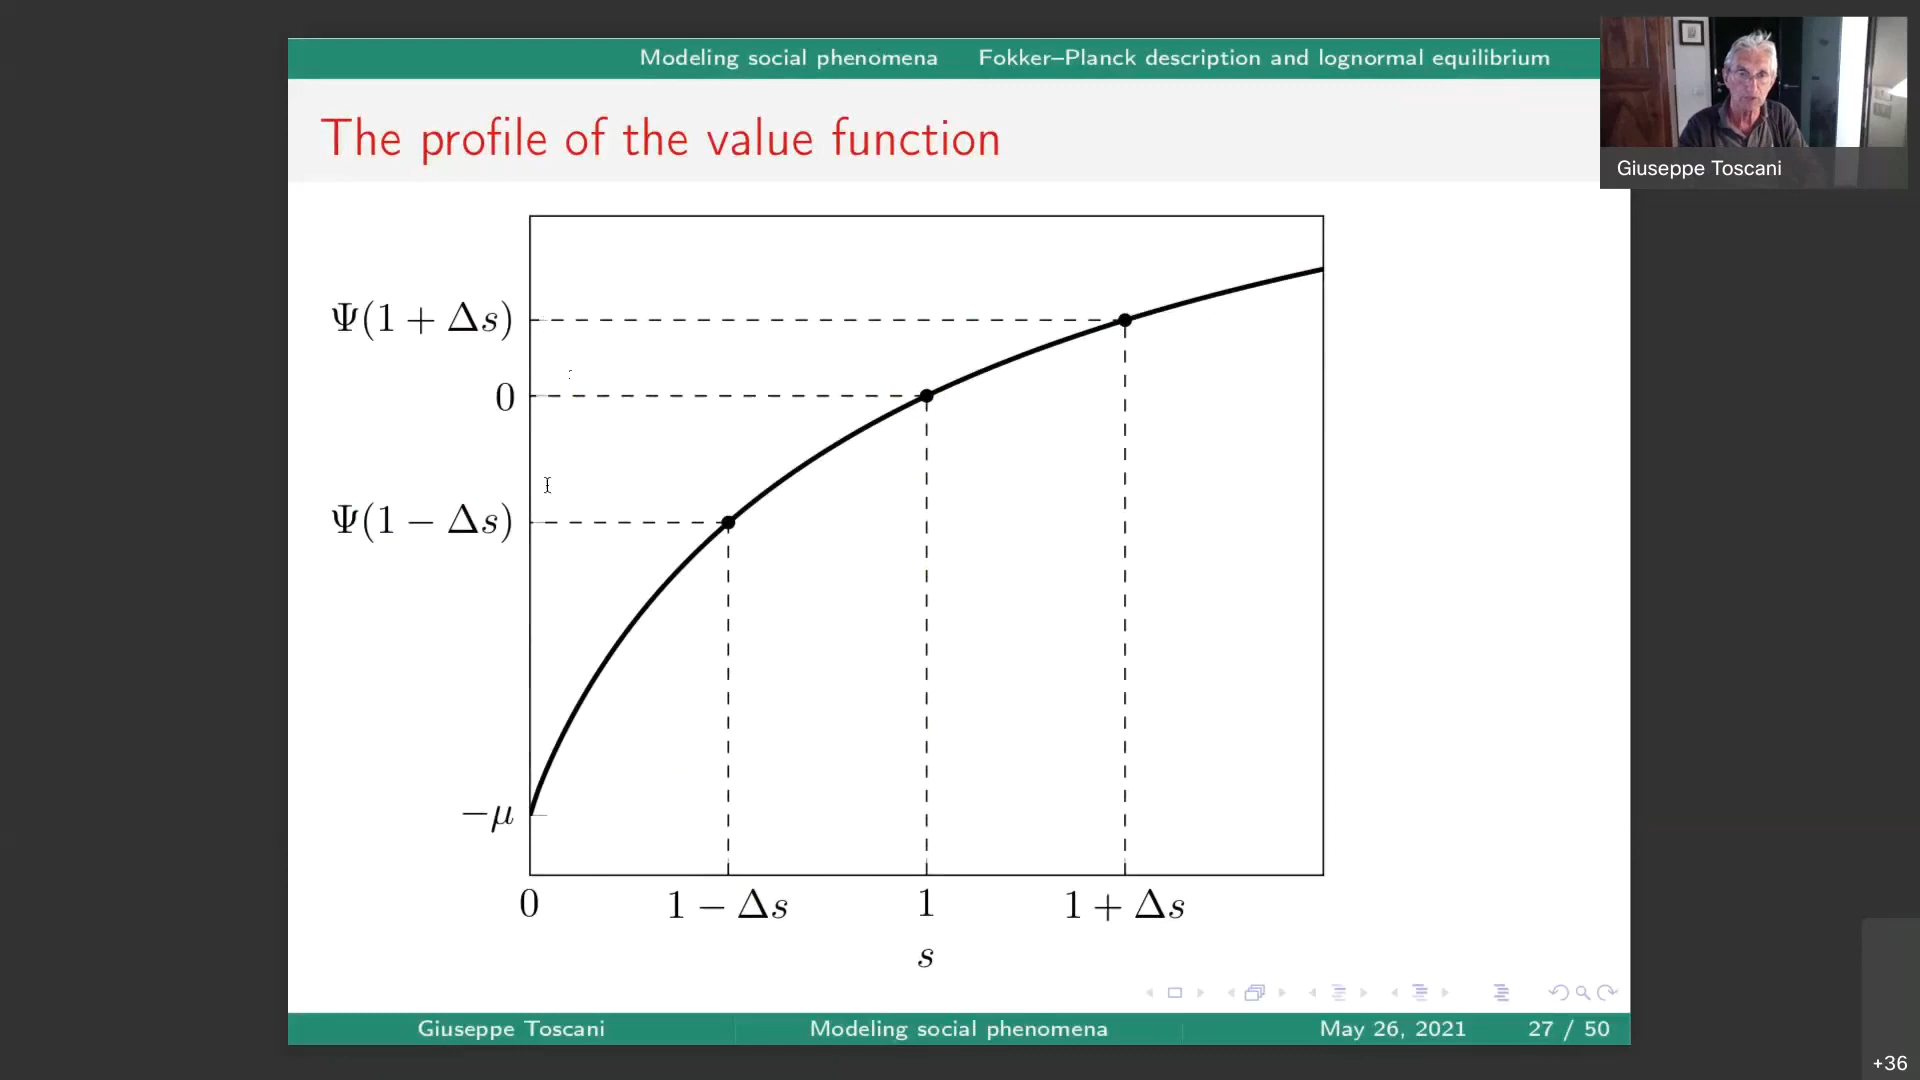 Modeling social phenomena Fokker–Planck description and lognormal equilibrium
Giuseppe Toscani
The profile of the value function
Ψ(1 + Δs)
0
Ψ(1 − Δs)
−μ
0 1 − Δs 1 1 + Δs
s
Giuseppe Toscani Modeling social phenomena May 26, 2021 27 / 50
+36